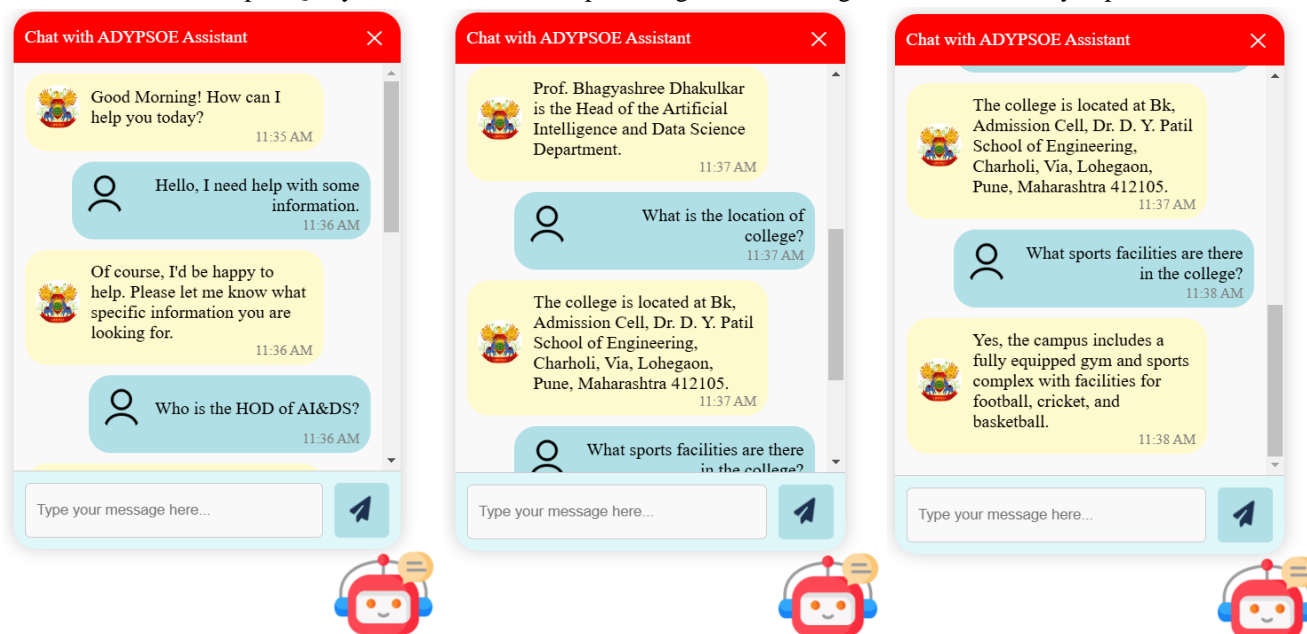 Chat with ADYPSOE Assistant
Good Morning! How can I
help you today?
11:35 AM
Hello, I need help with some
information.
11:36 AM
Of course, I'd be happy to
help. Please let me know what
specific information you are
looking for.
11:36 AM
Who is the HOD of AI&DS?
11:36 AM
Type your message here...
Chat with ADYPSOE Assistant
Prof. Bhagyashree Dhakulkar
is the Head of the Artificial
Intelligence and Data Science
Department.
11:37 AM
What is the location of
college?
11:37 AM
The college is located at Bk,
Admission Cell, Dr. D. Y. Patil
School of Engineering,
Charholi, Via, Lohegaon,
Pune, Maharashtra 412105.
11:37 AM
What sports facilities are there
in the college?
Type your message here...
Chat with ADYPSOE Assistant
The college is located at Bk,
Admission Cell, Dr. D. Y. Patil
School of Engineering,
Charholi, Via, Lohegaon,
Pune, Maharashtra 412105.
11:37 AM
What sports facilities are there
in the college?
11:38 AM
Yes, the campus includes a
fully equipped gym and sports
complex with facilities for
football, cricket, and
basketball.
11:38 AM
Type your message here...